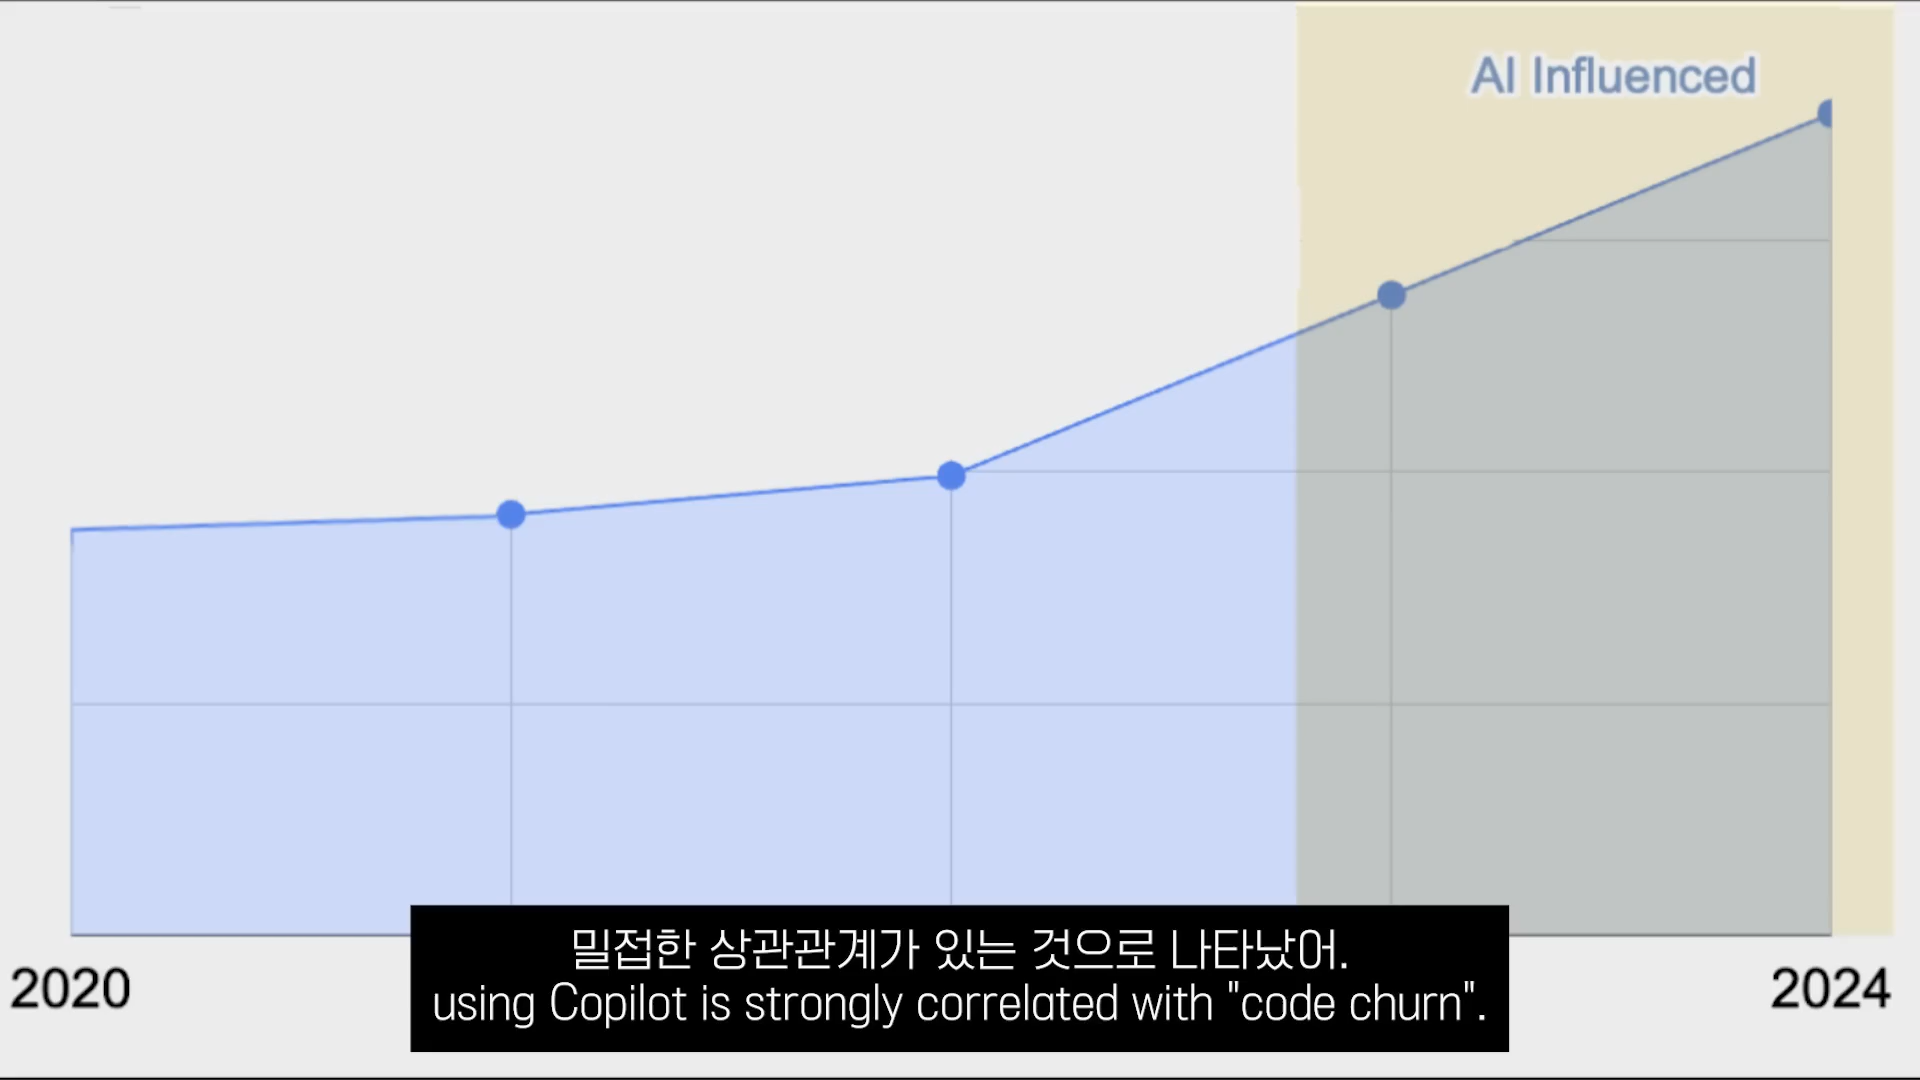 AI Influenced
2020
2024
밀접한 상관관계가 있는 것으로 나타났어.
using Copilot is strongly correlated with "code churn".